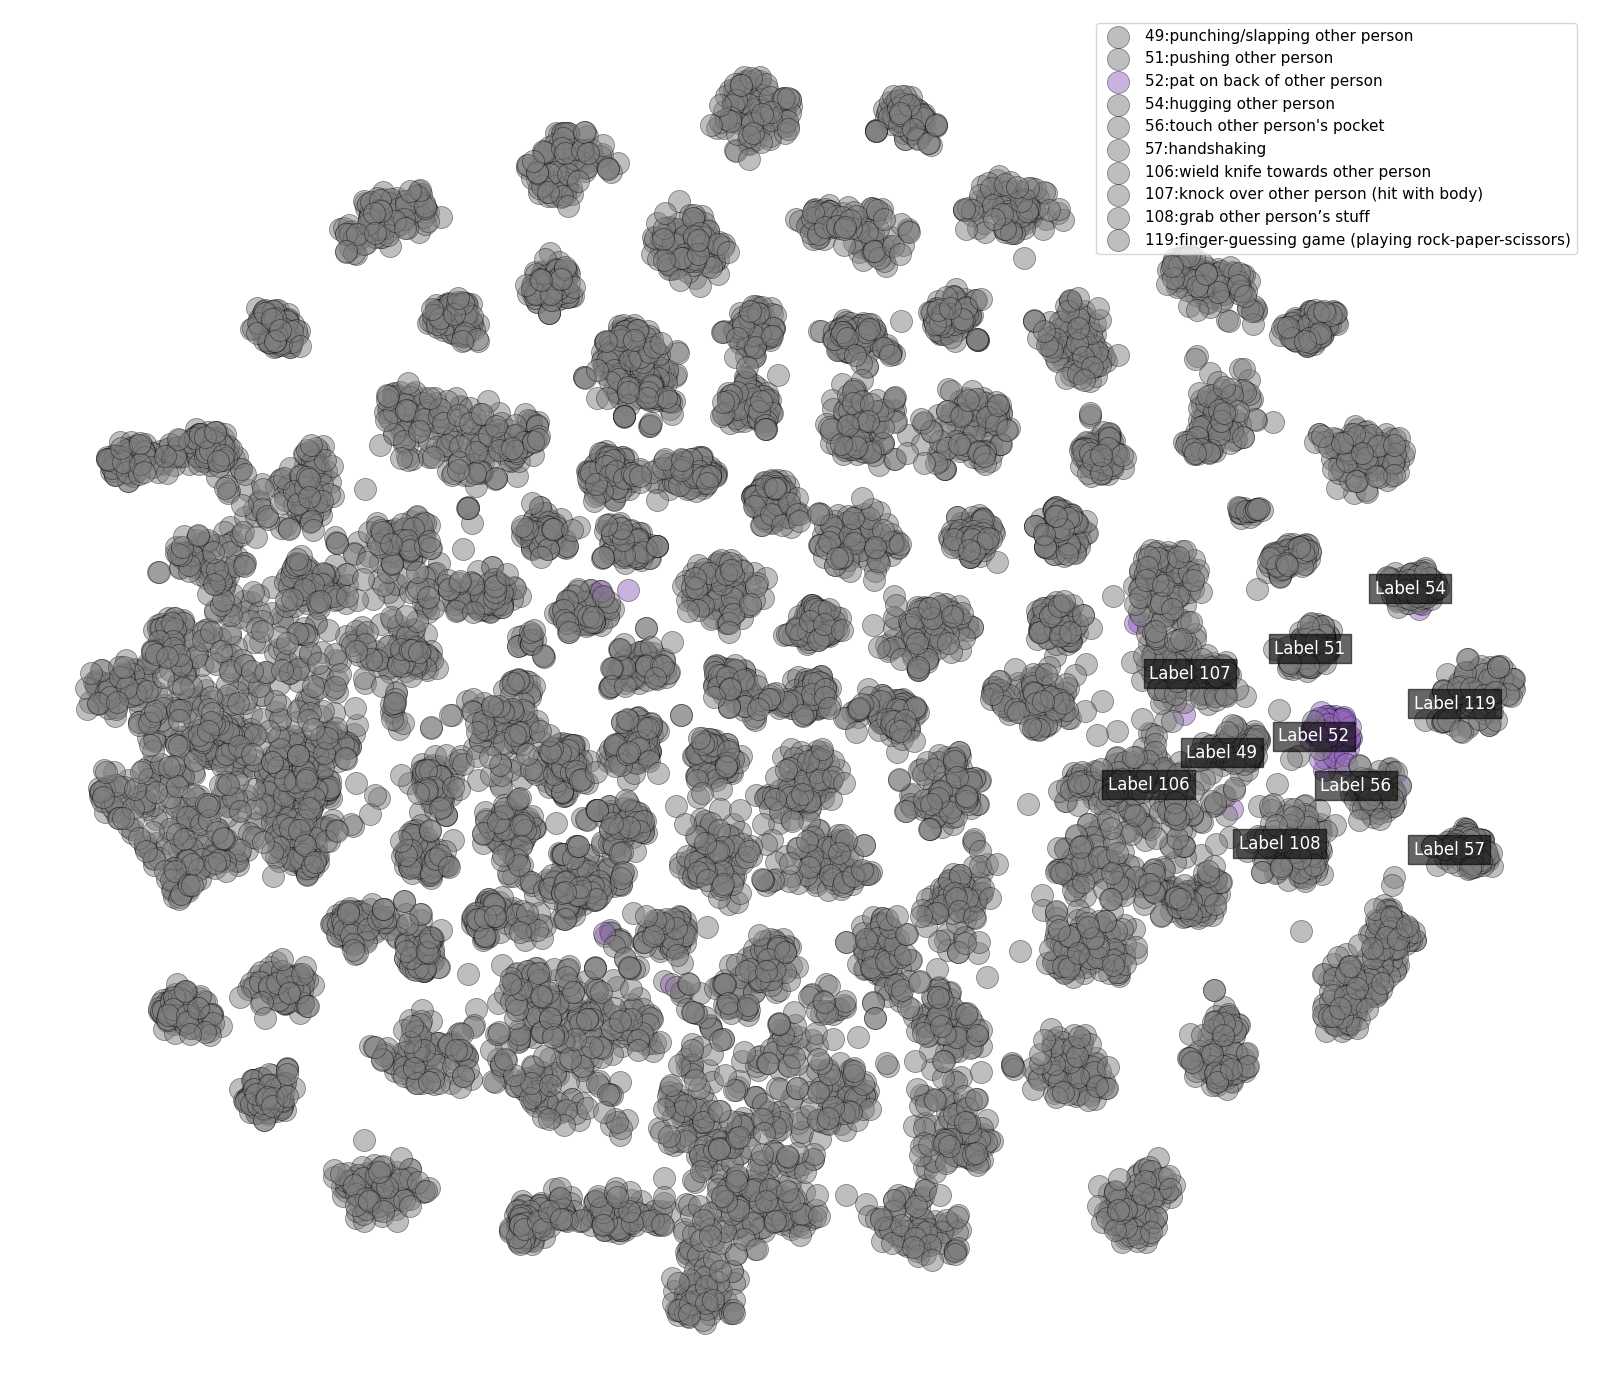 49:punching/slapping other person
51:pushing other person
52:pat on back of other person
54:hugging other person
56:touch other person's pocket
57:handshaking
106:wield knife towards other person
107:knock over other person (hit with body)
108:grab other person’s stuff
119:finger-guessing game (playing rock-paper-scissors)
Label 54
Label 51
Label 107
Label 119
Label 52
Label 49
Label 106
Label 56
Label 108
Label 57